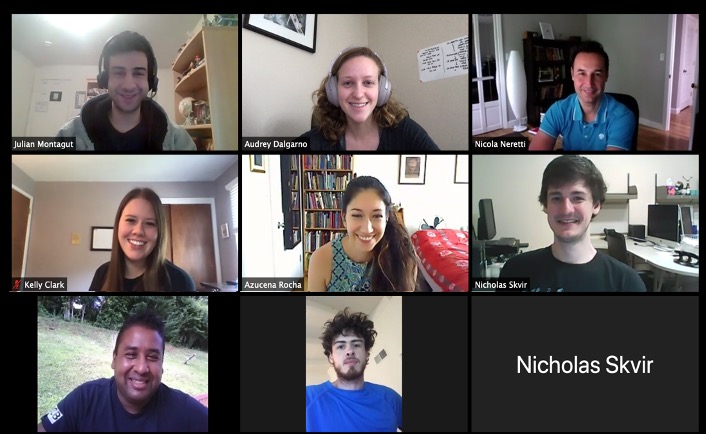 Julian Montagut
Audrey Dalgarno
Nicola Neretti
Kelly Clark
Azucena Rocha
Nicholas Skvir
Nicholas Skvir